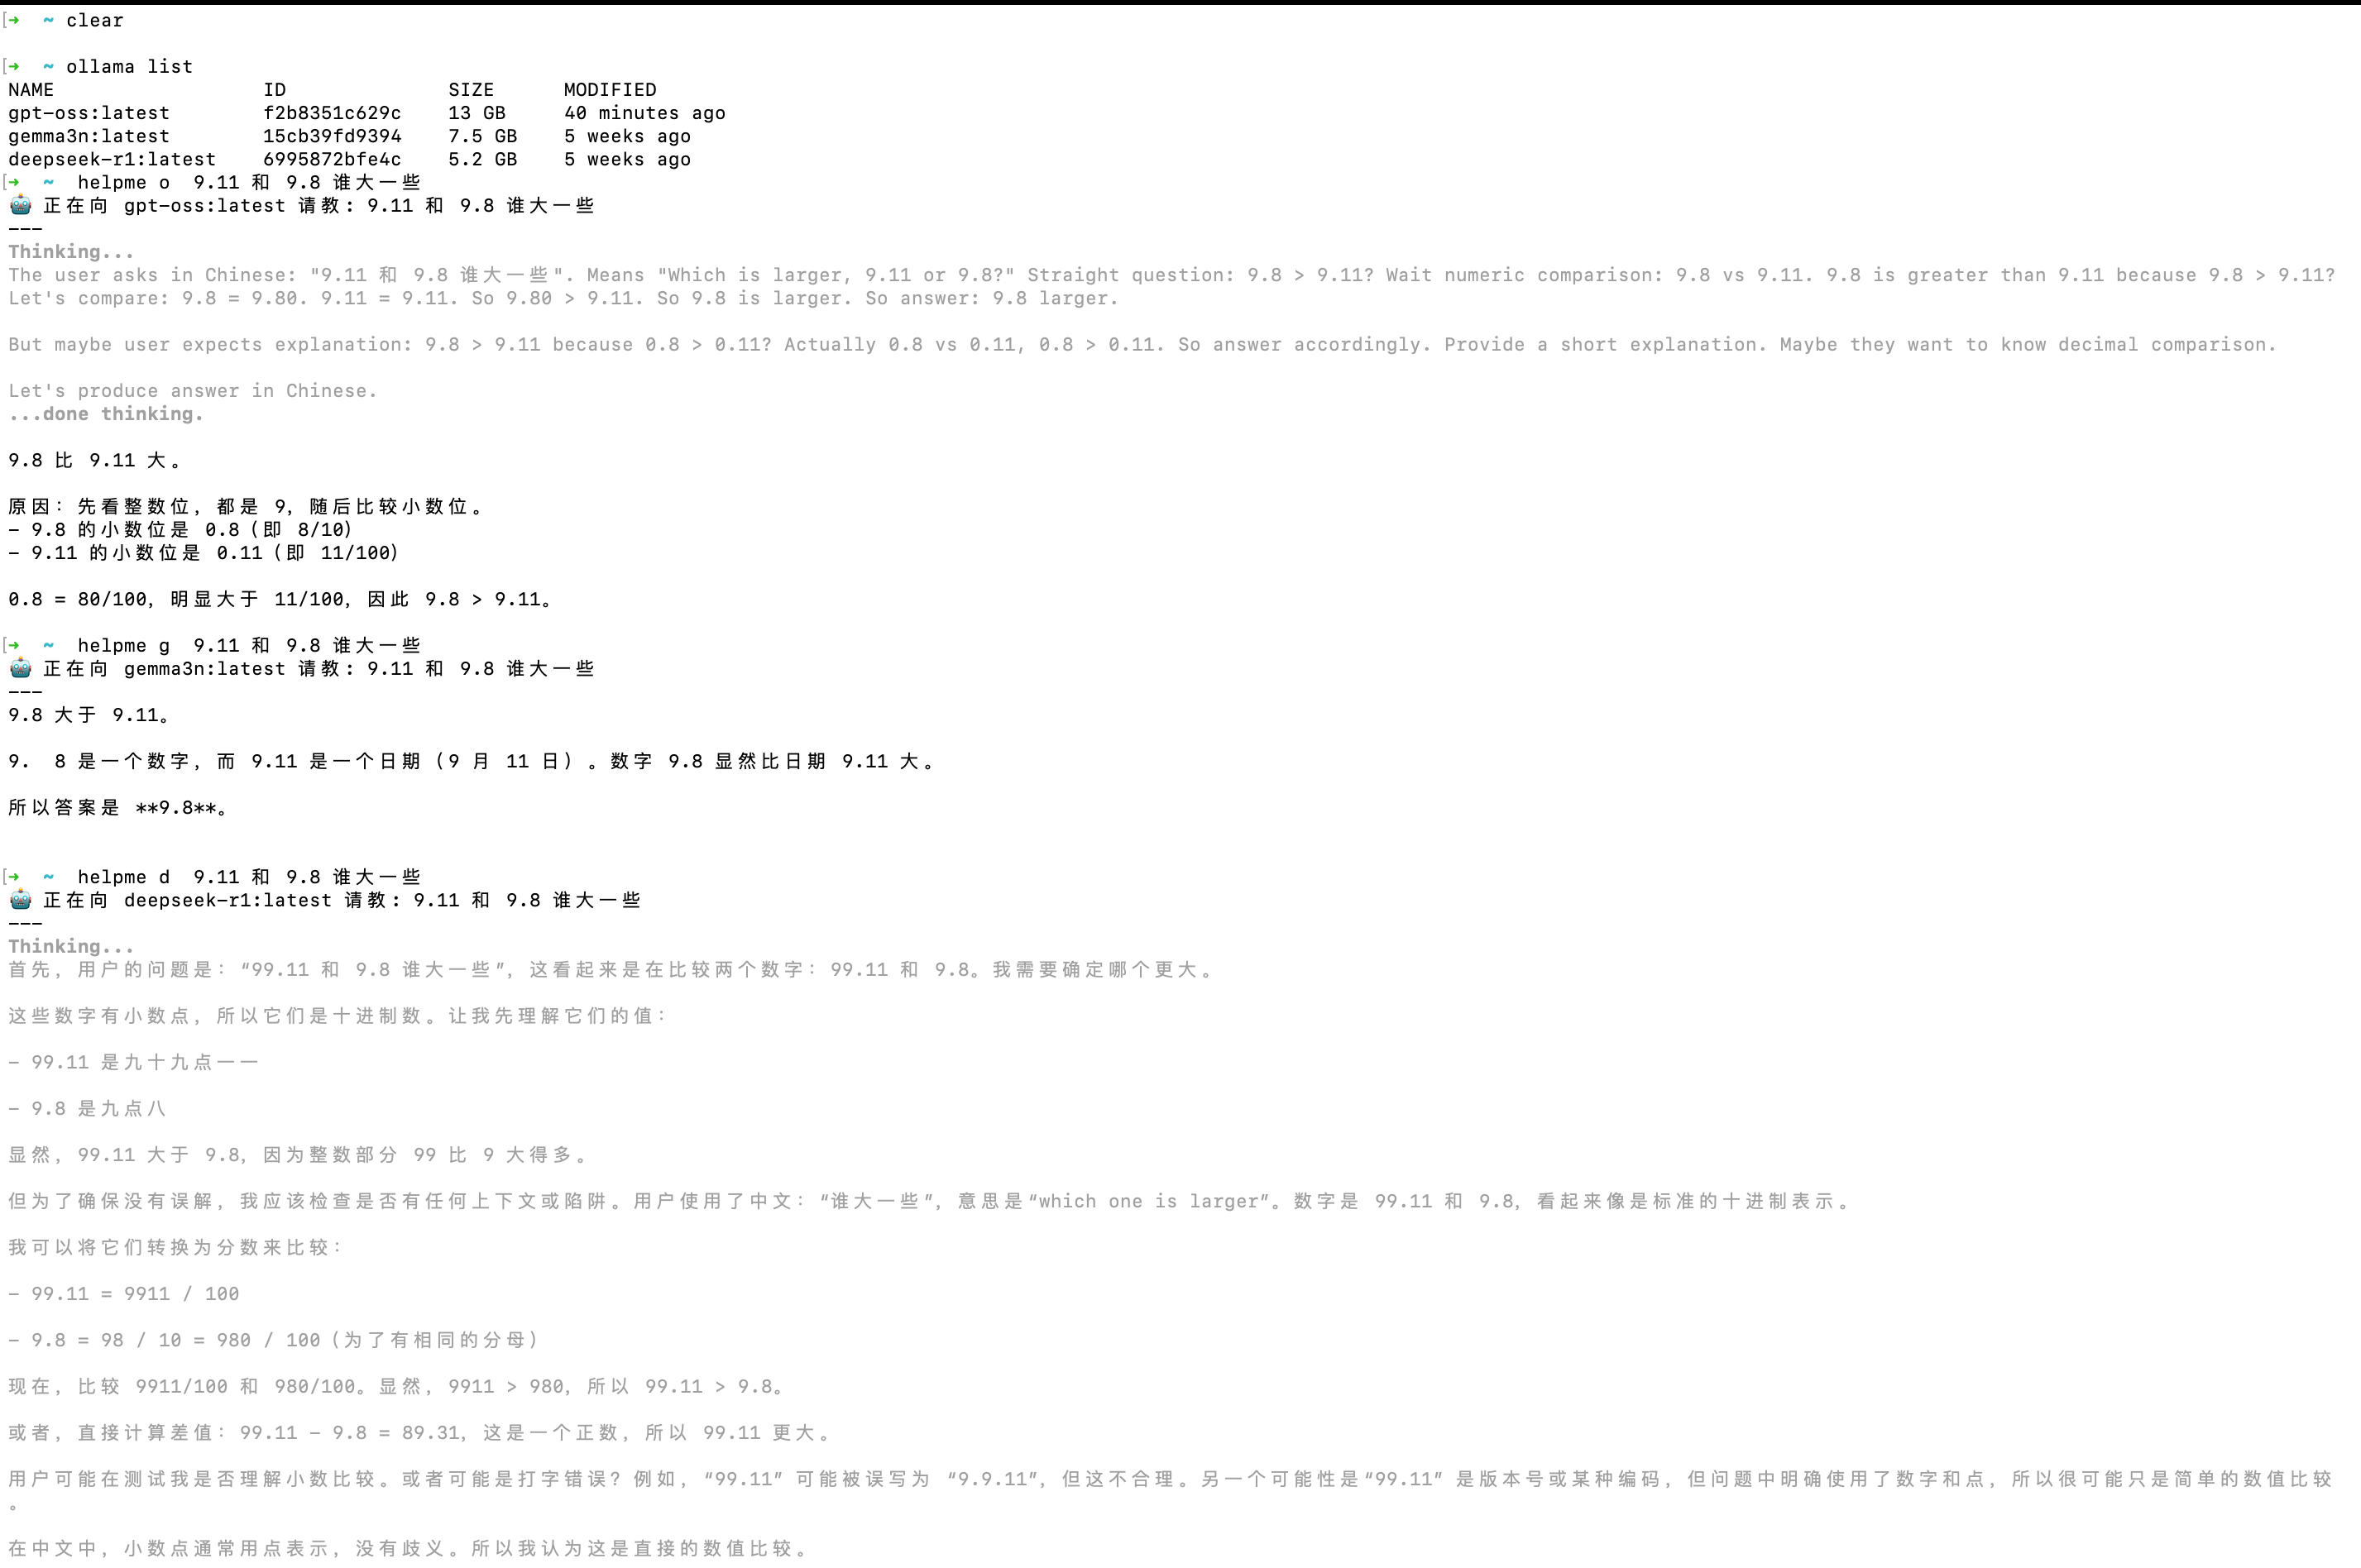 [→  ~ clear
[→  ~ ollama list
NAME ID SIZE MODIFIED
gpt-oss:latest f2b8351c629c 13 GB 40 minutes ago
gemma3n:latest 15cb39fd9394 7.5 GB 5 weeks ago
deepseek-r1:latest 6995872bfe4c 5.2 GB 5 weeks ago
[→  ~  helpme o  9.11 和 9.8 谁大一些
🤖 正在向 gpt-oss:latest 请教: 9.11 和 9.8 谁大一些
---
Thinking...
The user asks in Chinese: "9.11 和 9.8 谁大一些". Means "Which is larger, 9.11 or 9.8?" Straight question: 9.8 > 9.11? Wait numeric comparison: 9.8 vs 9.11. 9.8 is greater than 9.11 because 9.8 > 9.11?
Let's compare: 9.8 = 9.80. 9.11 = 9.11. So 9.80 > 9.11. So 9.8 is larger. So answer: 9.8 larger.
But maybe user expects explanation: 9.8 > 9.11 because 0.8 > 0.11? Actually 0.8 vs 0.11, 0.8 > 0.11. So answer accordingly. Provide a short explanation. Maybe they want to know decimal comparison.
Let's produce answer in Chinese.
...done thinking.
9.8 比 9.11 大。
原因：先看整数位，都是 9，随后比较小数位。
- 9.8 的小数位是 0.8（即 8/10）
- 9.11 的小数位是 0.11（即 11/100）
0.8 = 80/100，明显大于 11/100，因此 9.8 > 9.11。
[→  ~  helpme g  9.11 和 9.8 谁大一些
🤖 正在向 gemma3n:latest 请教: 9.11 和 9.8 谁大一些
---
9.8 大于 9.11。
9.  8 是一个数字，而 9.11 是一个日期（9 月 11 日）。数字 9.8 显然比日期 9.11 大。
所以答案是 **9.8**。
[→  ~  helpme d  9.11 和 9.8 谁大一些
🤖 正在向 deepseek-r1:latest 请教: 9.11 和 9.8 谁大一些
---
Thinking...
首先，用户的问题是：“99.11 和 9.8 谁大一些”，这看起来是在比较两个数字：99.11 和 9.8。我需要确定哪个更大。
这些数字有小数点，所以它们是十进制数。让我先理解它们的值：
- 99.11 是九十九点一一
- 9.8 是九点八
显然，99.11 大于 9.8，因为整数部分 99 比 9 大得多。
但为了确保没有误解，我应该检查是否有任何上下文或陷阱。用户使用了中文：“谁大一些”，意思是“which one is larger”。数字是 99.11 和 9.8，看起来像是标准的十进制表示。
我可以将它们转换为分数来比较：
- 99.11 = 9911 / 100
- 9.8 = 98 / 10 = 980 / 100（为了有相同的分母）
现在，比较 9911/100 和 980/100。显然，9911 > 980，所以 99.11 > 9.8。
或者，直接计算差值：99.11 - 9.8 = 89.31，这是一个正数，所以 99.11 更大。
用户可能在测试我是否理解小数比较。或者可能是打字错误？例如，“99.11” 可能被误写为 “9.9.11”，但这不合理。另一个可能性是“99.11” 是版本号或某种编码，但问题中明确使用了数字和点，所以很可能只是简单的数值比较
。
在中文中，小数点通常用点表示，没有歧义。所以我认为这是直接的数值比较。